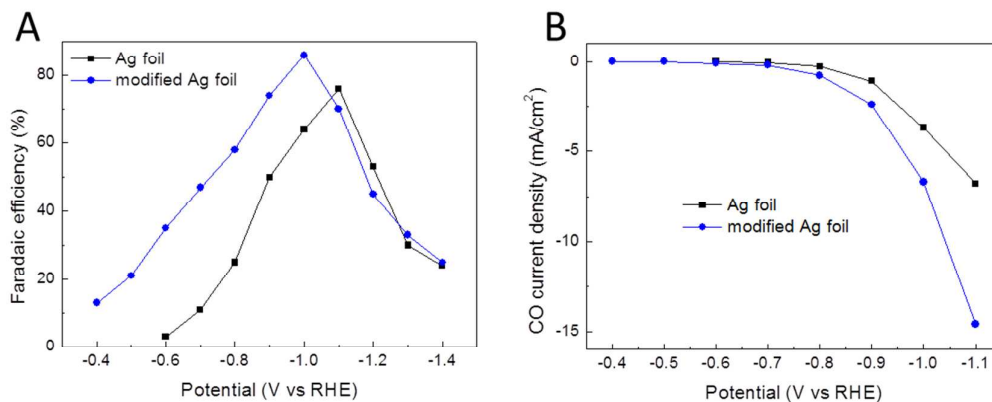 A
Ag foil
modified Ag foil
80
60
40
20
0
Faradaic efficiency (%)
-0.4 -0.6 -0.8 -1.0 -1.2 -1.4
Potential (V vs RHE)
B
0
-5
-10
-15
CO current density (mA/cm²)
Ag foil
modified Ag foil
-0.4 -0.5 -0.6 -0.7 -0.8 -0.9 -1.0 -1.1
Potential (V vs RHE)